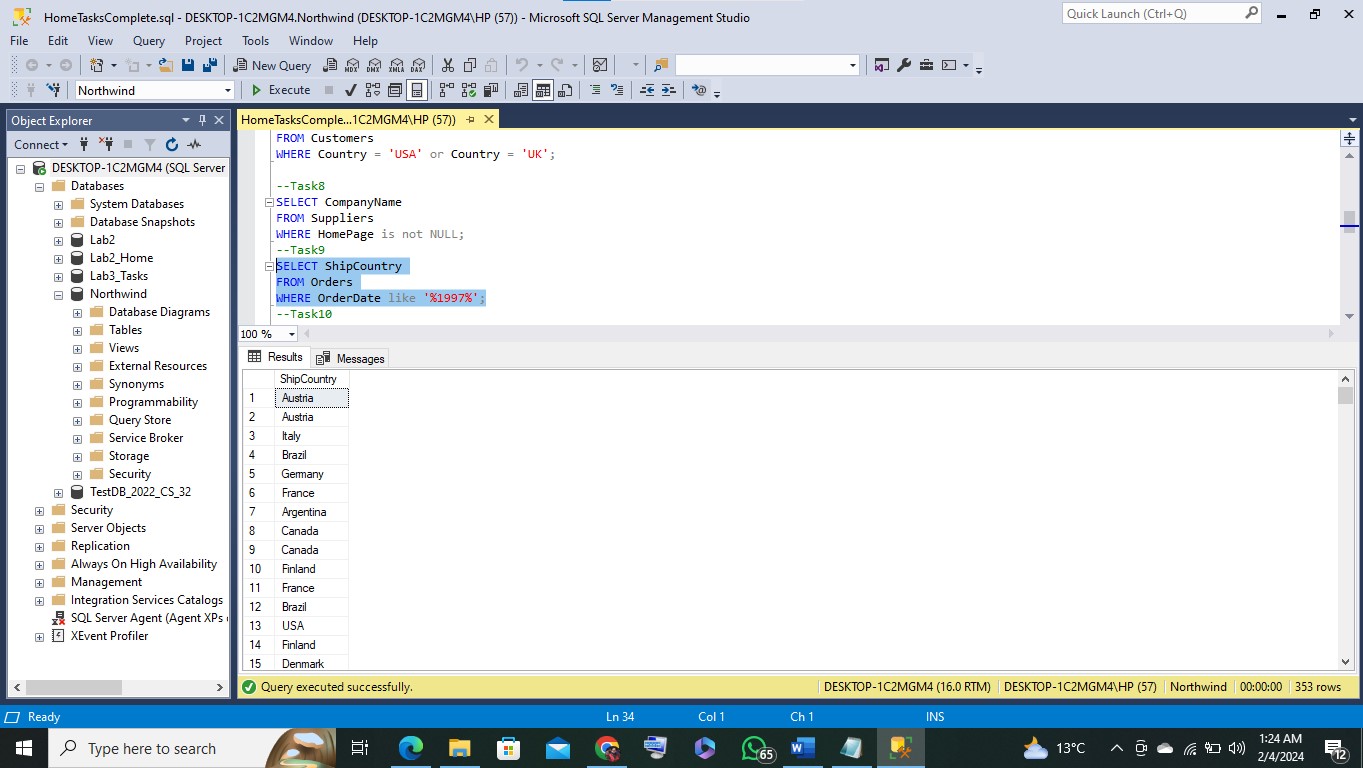 HomeTasksComplete.sql - DESKTOP-1C2MGM4.Northwind (DESKTOP-1C2MGM4\HP (57)) - Microsoft SQL Server Management Studio
Quick Launch (Ctrl+Q)
File Edit View Query Project Tools Window Help
New Query
MDX DMX XMLA DAX
Northwind
Execute
Object Explorer
HomeTasksComple...1C2MGM4\HP (57))
Connect
DESKTOP-1C2MGM4 (SQL Server
Databases
System Databases
Database Snapshots
Lab2
Lab2_Home
Lab3_Tasks
Northwind
Database Diagrams
Tables
Views
External Resources
Synonyms
Programmability
Query Store
Service Broker
Storage
Security
TestDB_2022_CS_32
Security
Server Objects
Replication
Always On High Availability
Management
Integration Services Catalogs
SQL Server Agent (Agent XPs
XEvent Profiler
FROM Customers
WHERE Country = 'USA' or Country = 'UK';
--Task8
SELECT CompanyName
FROM Suppliers
WHERE HomePage is not NULL;
--Task9
SELECT ShipCountry
FROM Orders
WHERE OrderDate like '%1997%';
--Task10
100 %
Results Messages
ShipCountry
1 Austria
2 Austria
3 Italy
4 Brazil
5 Germany
6 France
7 Argentina
8 Canada
9 Canada
10 Finland
11 France
12 Brazil
13 USA
14 Finland
15 Denmark
Query executed successfully.
DESKTOP-1C2MGM4 (16.0 RTM) DESKTOP-1C2MGM4\HP (57) Northwind 00:00:00 353 rows
Ready Ln 34 Col 1 Ch 1 INS
Type here to search
65
13°C
1:24 AM
2/4/2024
12